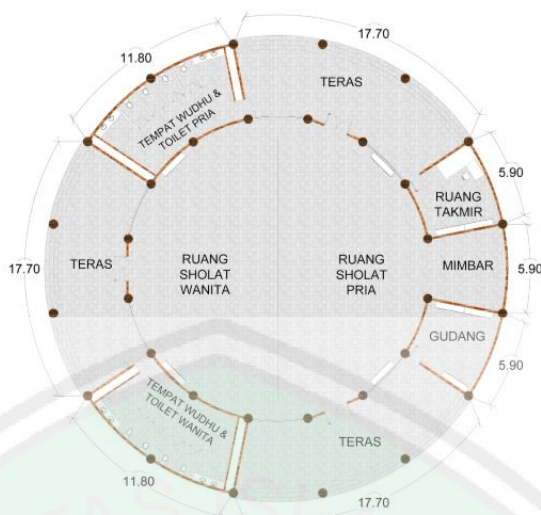 17.70
11.80
TERAS
TEMPAT WUDHU &
TOILET PRIA
5.90
RUANG
TAKMIR
17.70
TERAS
RUANG
SHOLAT
WANITA
RUANG
SHOLAT
PRIA
MIMBAR
5.90
GUDANG
5.90
TEMPAT WUDHU &
TOILET WANITA
TERAS
11.80
17.70